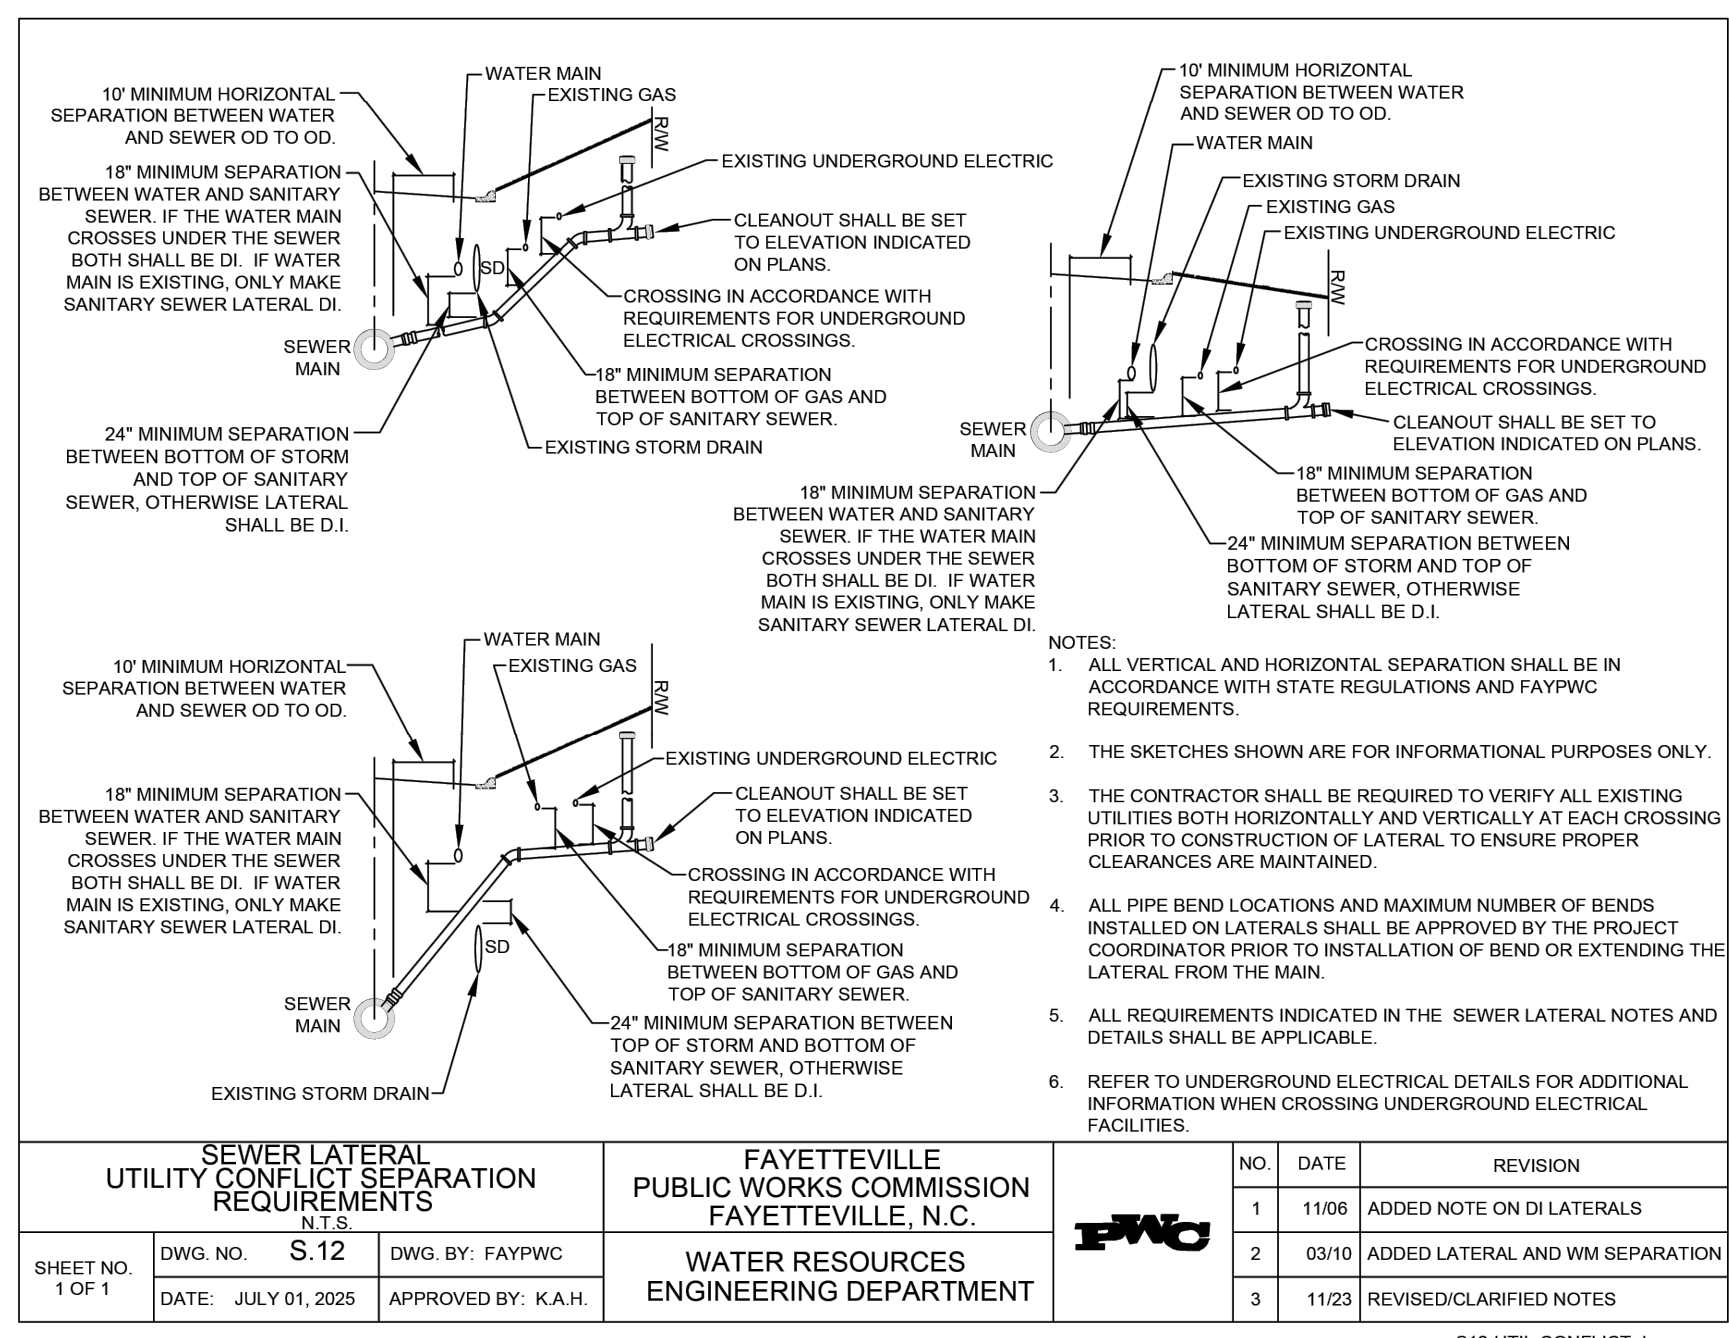 WATER MAIN
EXISTING GAS
10' MINIMUM HORIZONTAL
SEPARATION BETWEEN WATER
AND SEWER OD TO OD.
R/W
18" MINIMUM SEPARATION
BETWEEN WATER AND SANITARY
SEWER. IF THE WATER MAIN
CROSSES UNDER THE SEWER
BOTH SHALL BE DI. IF WATER
MAIN IS EXISTING, ONLY MAKE
SANITARY SEWER LATERAL DI.
EXISTING UNDERGROUND ELECTRIC
CLEANOUT SHALL BE SET
TO ELEVATION INDICATED
ON PLANS.
SD
CROSSING IN ACCORDANCE WITH
REQUIREMENTS FOR UNDERGROUND
ELECTRICAL CROSSINGS.
SEWER
MAIN
18" MINIMUM SEPARATION
BETWEEN BOTTOM OF GAS AND
TOP OF SANITARY SEWER.
EXISTING STORM DRAIN
24" MINIMUM SEPARATION
BETWEEN BOTTOM OF STORM
AND TOP OF SANITARY
SEWER, OTHERWISE LATERAL
SHALL BE D.I.
10' MINIMUM HORIZONTAL
SEPARATION BETWEEN WATER
AND SEWER OD TO OD.
WATER MAIN
EXISTING STORM DRAIN
EXISTING GAS
EXISTING UNDERGROUND ELECTRIC
R/W
CROSSING IN ACCORDANCE WITH
REQUIREMENTS FOR UNDERGROUND
ELECTRICAL CROSSINGS.
CLEANOUT SHALL BE SET TO
ELEVATION INDICATED ON PLANS.
SEWER
MAIN
18" MINIMUM SEPARATION
BETWEEN BOTTOM OF GAS AND
TOP OF SANITARY SEWER.
18" MINIMUM SEPARATION
BETWEEN WATER AND SANITARY
SEWER. IF THE WATER MAIN
CROSSES UNDER THE SEWER
BOTH SHALL BE DI. IF WATER
MAIN IS EXISTING, ONLY MAKE
SANITARY SEWER LATERAL DI.
24" MINIMUM SEPARATION BETWEEN
BOTTOM OF STORM AND TOP OF
SANITARY SEWER, OTHERWISE
LATERAL SHALL BE D.I.
WATER MAIN
EXISTING GAS
10' MINIMUM HORIZONTAL
SEPARATION BETWEEN WATER
AND SEWER OD TO OD.
R/W
EXISTING UNDERGROUND ELECTRIC
18" MINIMUM SEPARATION
BETWEEN WATER AND SANITARY
SEWER. IF THE WATER MAIN
CROSSES UNDER THE SEWER
BOTH SHALL BE DI. IF WATER
MAIN IS EXISTING, ONLY MAKE
SANITARY SEWER LATERAL DI.
CLEANOUT SHALL BE SET
TO ELEVATION INDICATED
ON PLANS.
CROSSING IN ACCORDANCE WITH
REQUIREMENTS FOR UNDERGROUND
ELECTRICAL CROSSINGS.
SD
18" MINIMUM SEPARATION
BETWEEN BOTTOM OF GAS AND
TOP OF SANITARY SEWER.
SEWER
MAIN
24" MINIMUM SEPARATION BETWEEN
TOP OF STORM AND BOTTOM OF
SANITARY SEWER, OTHERWISE
LATERAL SHALL BE D.I.
EXISTING STORM DRAIN
NOTES:
1. ALL VERTICAL AND HORIZONTAL SEPARATION SHALL BE IN
ACCORDANCE WITH STATE REGULATIONS AND FAYPWC
REQUIREMENTS.
2. THE SKETCHES SHOWN ARE FOR INFORMATIONAL PURPOSES ONLY.
3. THE CONTRACTOR SHALL BE REQUIRED TO VERIFY ALL EXISTING
UTILITIES BOTH HORIZONTALLY AND VERTICALLY AT EACH CROSSING
PRIOR TO CONSTRUCTION OF LATERAL TO ENSURE PROPER
CLEARANCES ARE MAINTAINED.
4. ALL PIPE BEND LOCATIONS AND MAXIMUM NUMBER OF BENDS
INSTALLED ON LATERALS SHALL BE APPROVED BY THE PROJECT
COORDINATOR PRIOR TO INSTALLATION OF BEND OR EXTENDING THE
LATERAL FROM THE MAIN.
5. ALL REQUIREMENTS INDICATED IN THE SEWER LATERAL NOTES AND
DETAILS SHALL BE APPLICABLE.
6. REFER TO UNDERGROUND ELECTRICAL DETAILS FOR ADDITIONAL
INFORMATION WHEN CROSSING UNDERGROUND ELECTRICAL
FACILITIES.
SEWER LATERAL
UTILITY CONFLICT SEPARATION
REQUIREMENTS
N.T.S.
SHEET NO.
1 OF 1
DWG. NO. S.12
DWG. BY: FAYPWC
DATE: JULY 01, 2025
APPROVED BY: K.A.H.
FAYETTEVILLE
PUBLIC WORKS COMMISSION
FAYETTEVILLE, N.C.
WATER RESOURCES
ENGINEERING DEPARTMENT
PWC
NO. DATE REVISION
1 11/06 ADDED NOTE ON DI LATERALS
2 03/10 ADDED LATERAL AND WM SEPARATION
3 11/23 REVISED/CLARIFIED NOTES